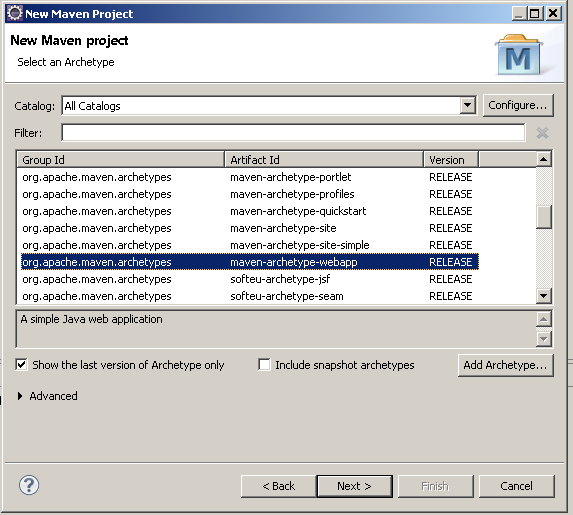 New Maven Project
New Maven project
Select an Archetype
M
Catalog: All Catalogs Configure...
Filter:
Group Id Artifact Id Version
org.apache.maven.archetypes maven-archetype-portlet RELEASE
org.apache.maven.archetypes maven-archetype-profiles RELEASE
org.apache.maven.archetypes maven-archetype-quickstart RELEASE
org.apache.maven.archetypes maven-archetype-site RELEASE
org.apache.maven.archetypes maven-archetype-site-simple RELEASE
org.apache.maven.archetypes maven-archetype-webapp RELEASE
org.apache.maven.archetypes softeu-archetype-jsf RELEASE
org.apache.maven.archetypes softeu-archetype-seam RELEASE
A simple Java web application
Show the last version of Archetype only Include snapshot archetypes Add Archetype...
Advanced
? < Back Next > Finish Cancel